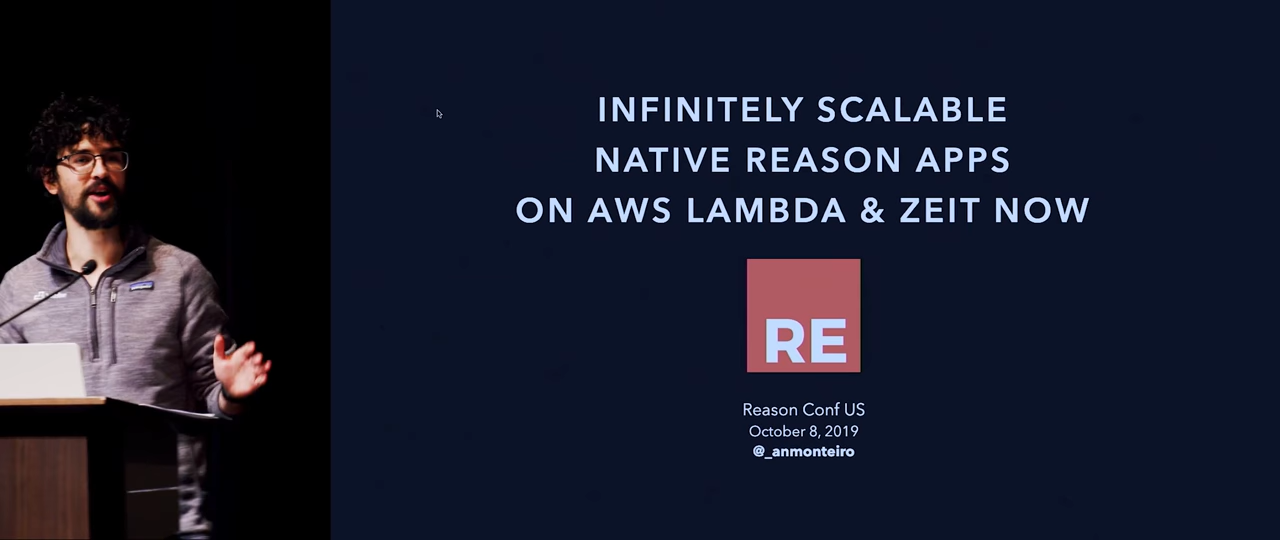 INFINITELY SCALABLE
NATIVE REASON APPS
ON AWS LAMBDA & ZEIT NOW
RE
Reason Conf US
October 8, 2019
@_anmonteiro